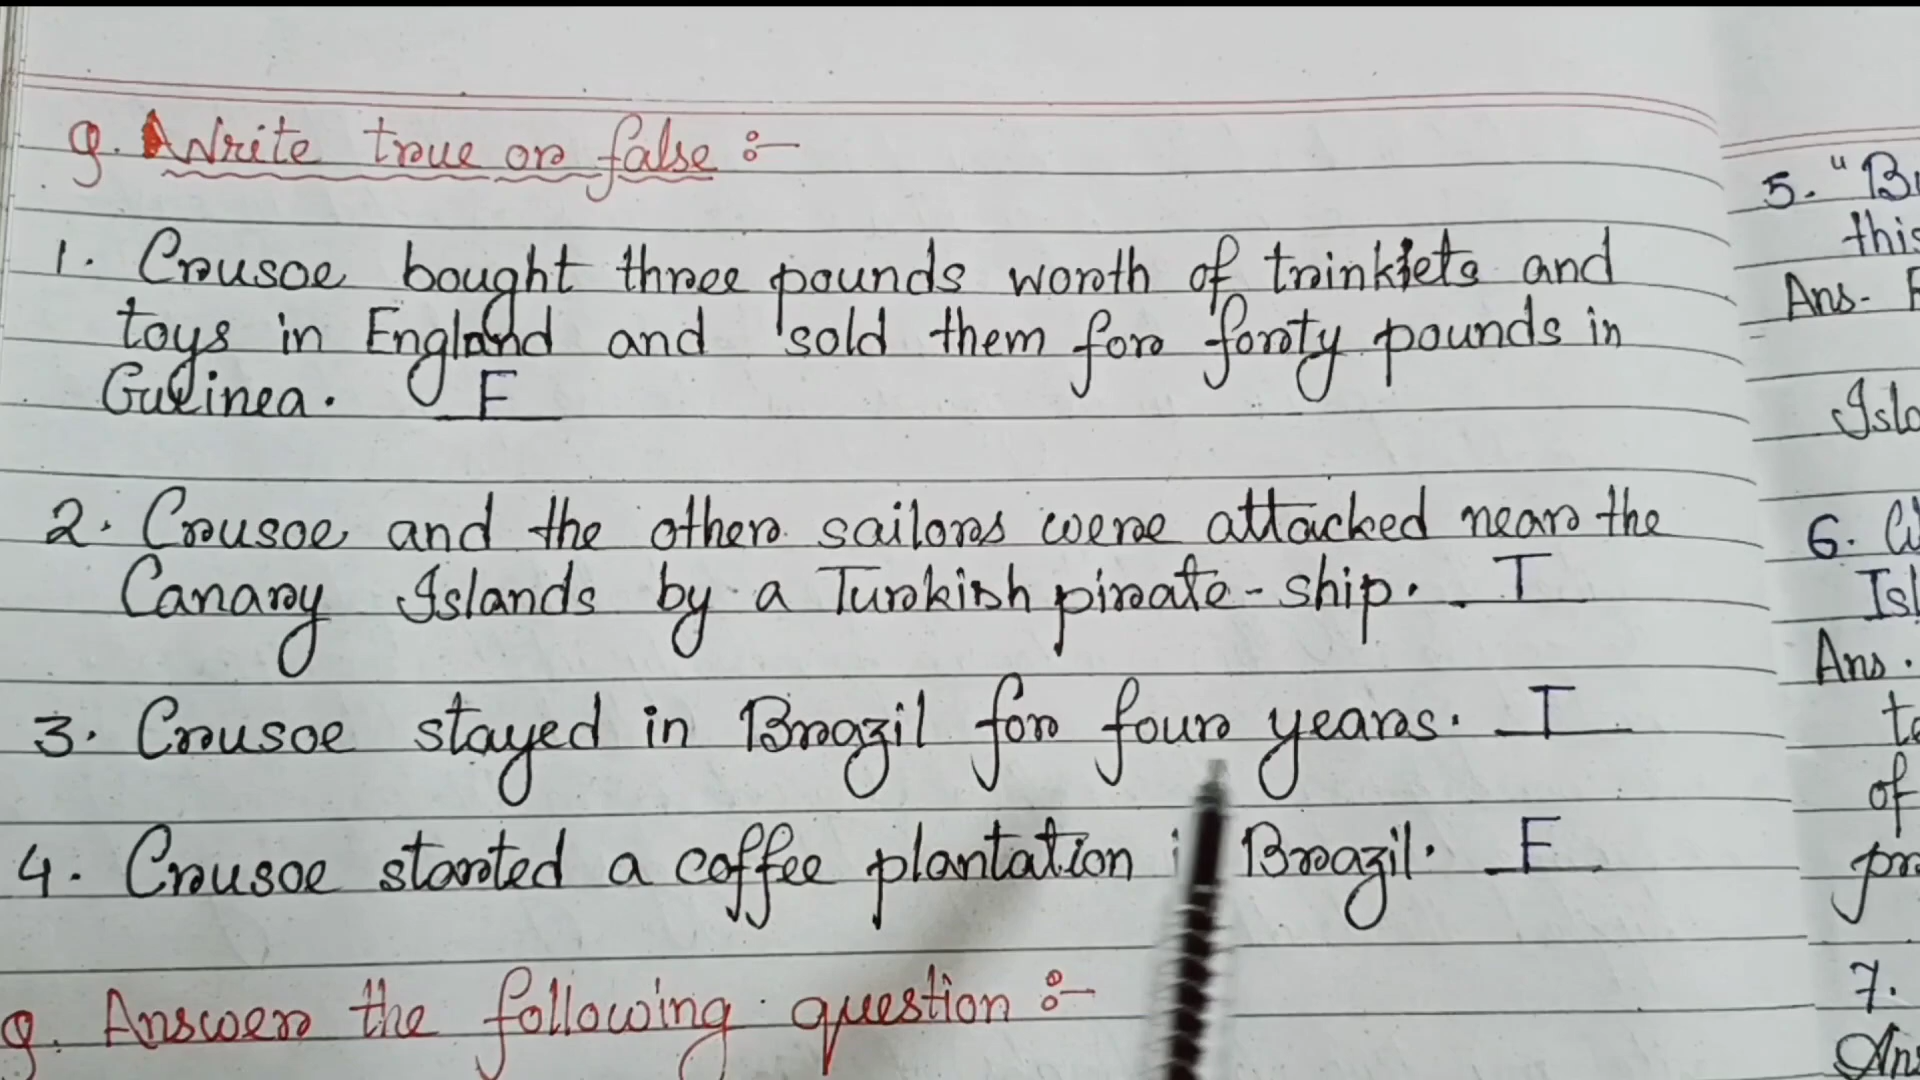 Q. Write true or false :-
1. Crusoe bought three pounds worth of trinkets and
toys in England and sold them for forty pounds in
Guinea. F
2. Crusoe and the other sailors were attacked near the
Canary Islands by a Turkish pirate-ship. T
3. Crusoe stayed in Brazil for four years. T
4. Crusoe started a coffee plantation i Brazil. F
Q. Answer the following question :-
5. "B
this
Ans-
6.
Isl
Ans.
to
of
pr
7.
Ans